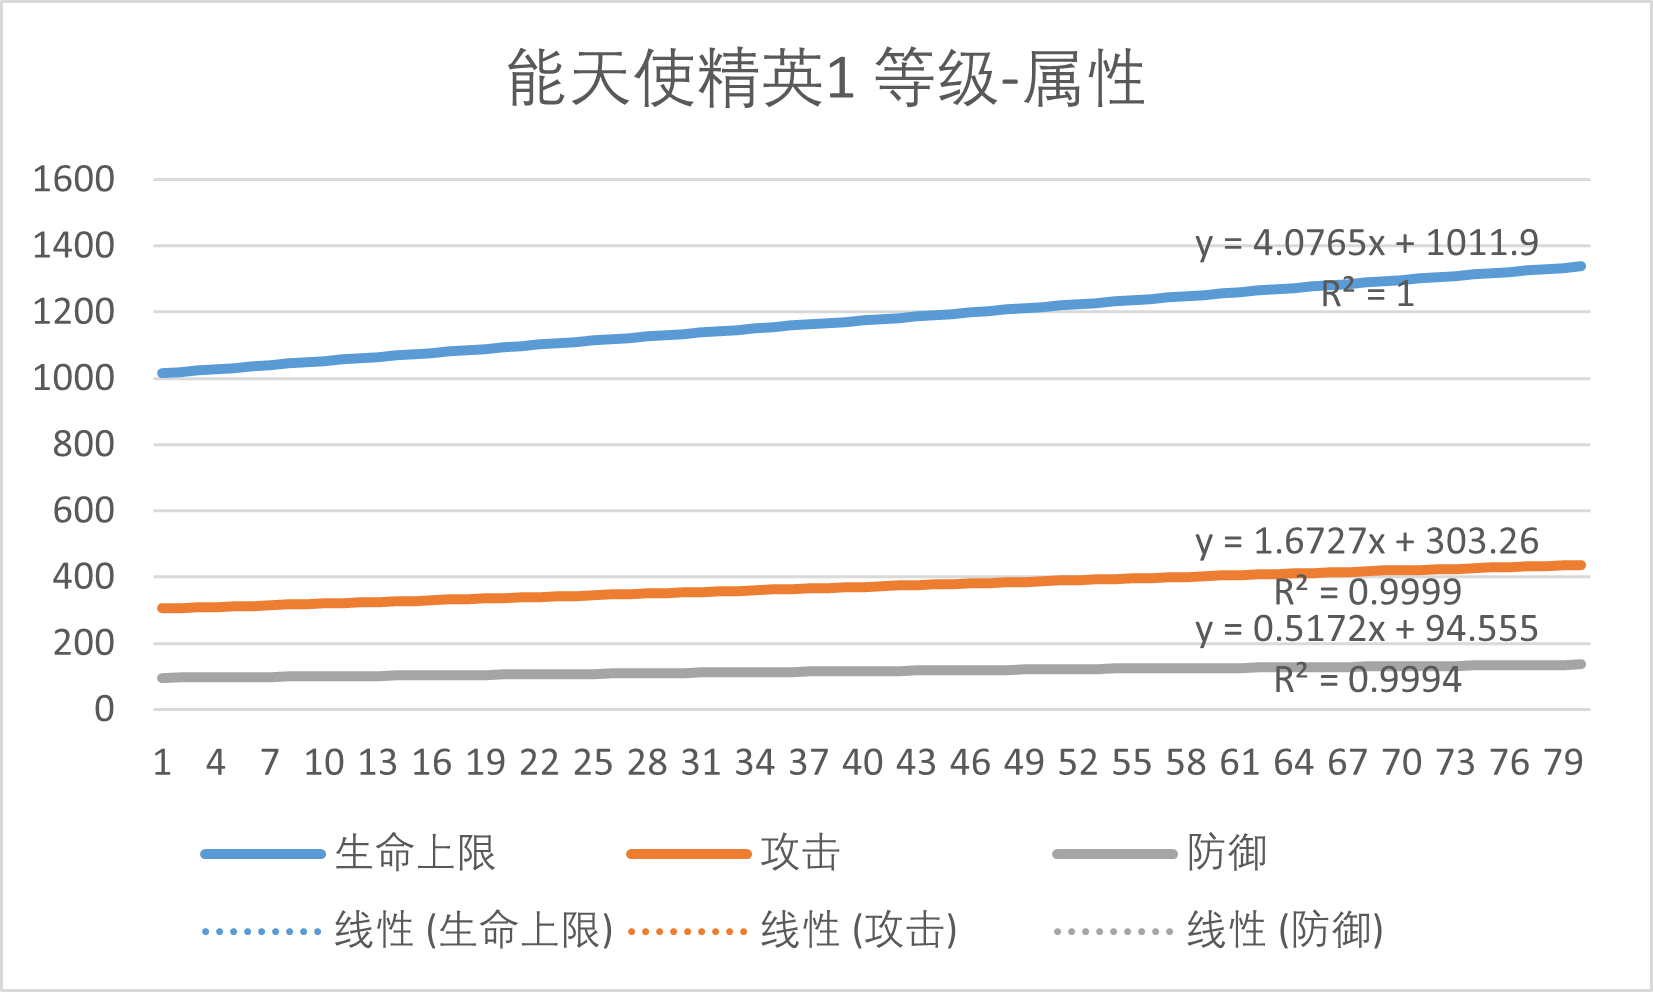 能天使精英1 等级-属性
1600
1400
y = 4.0765x + 1011.9
R² = 1
1200
1000
800
600
y = 1.6727x + 303.26
400
R² = 0.9999
y = 0.5172x + 94.555
200
R² = 0.9994
0
1 4 7 10 13 16 19 22 25 28 31 34 37 40 43 46 49 52 55 58 61 64 67 70 73 76 79
生命上限 攻击 防御
线性 (生命上限) 线性 (攻击) 线性 (防御)